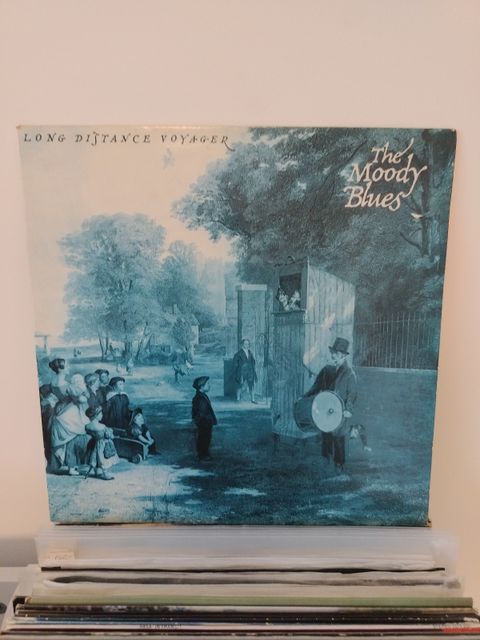 LONG DISTANCE VOYAGER
The
Moody
Blues